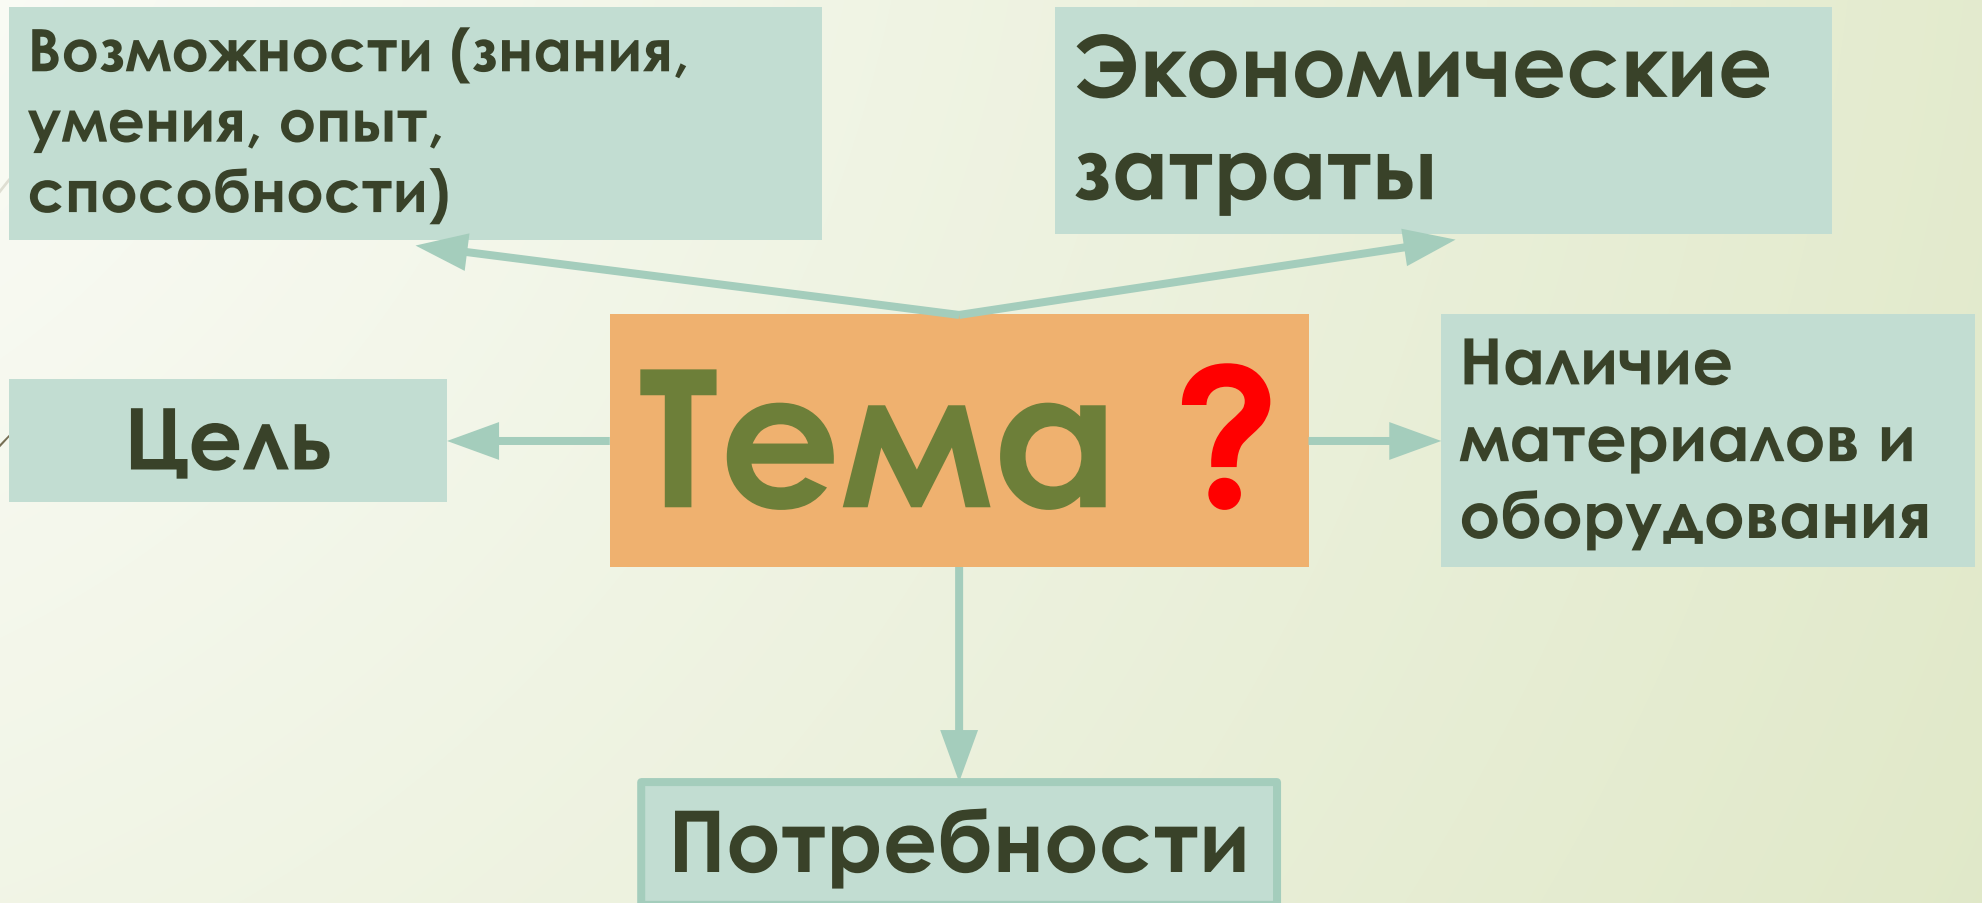 Возможности (знания,
умения, опыт,
способности)
Экономические
затраты
Цель
Тема ?
Наличие
материалов и
оборудования
Потребности